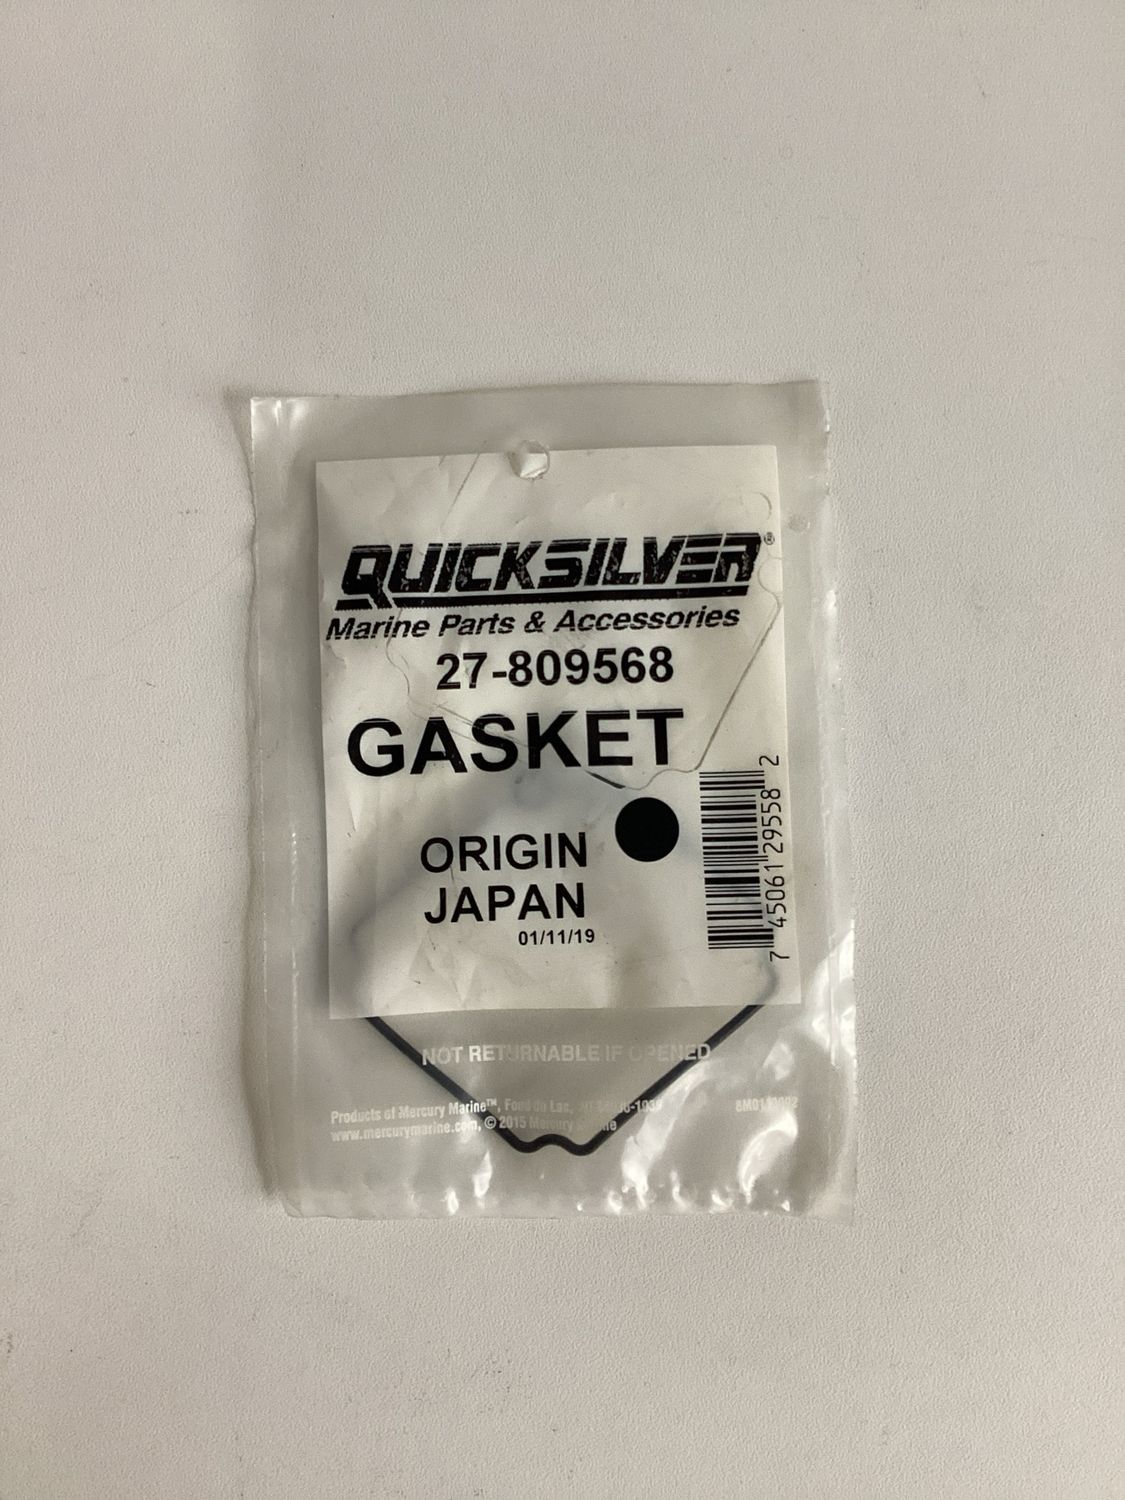 QUICKSILVER®
Marine Parts & Accessories
27-809568
GASKET
ORIGIN
JAPAN
01/11/19
7 45061 29558 2
NOT RETURNABLE IF OPENED
Products of Mercury Marine™, Fond du Lac,
www.mercurymarine.com, © 2015 Mercury Marine